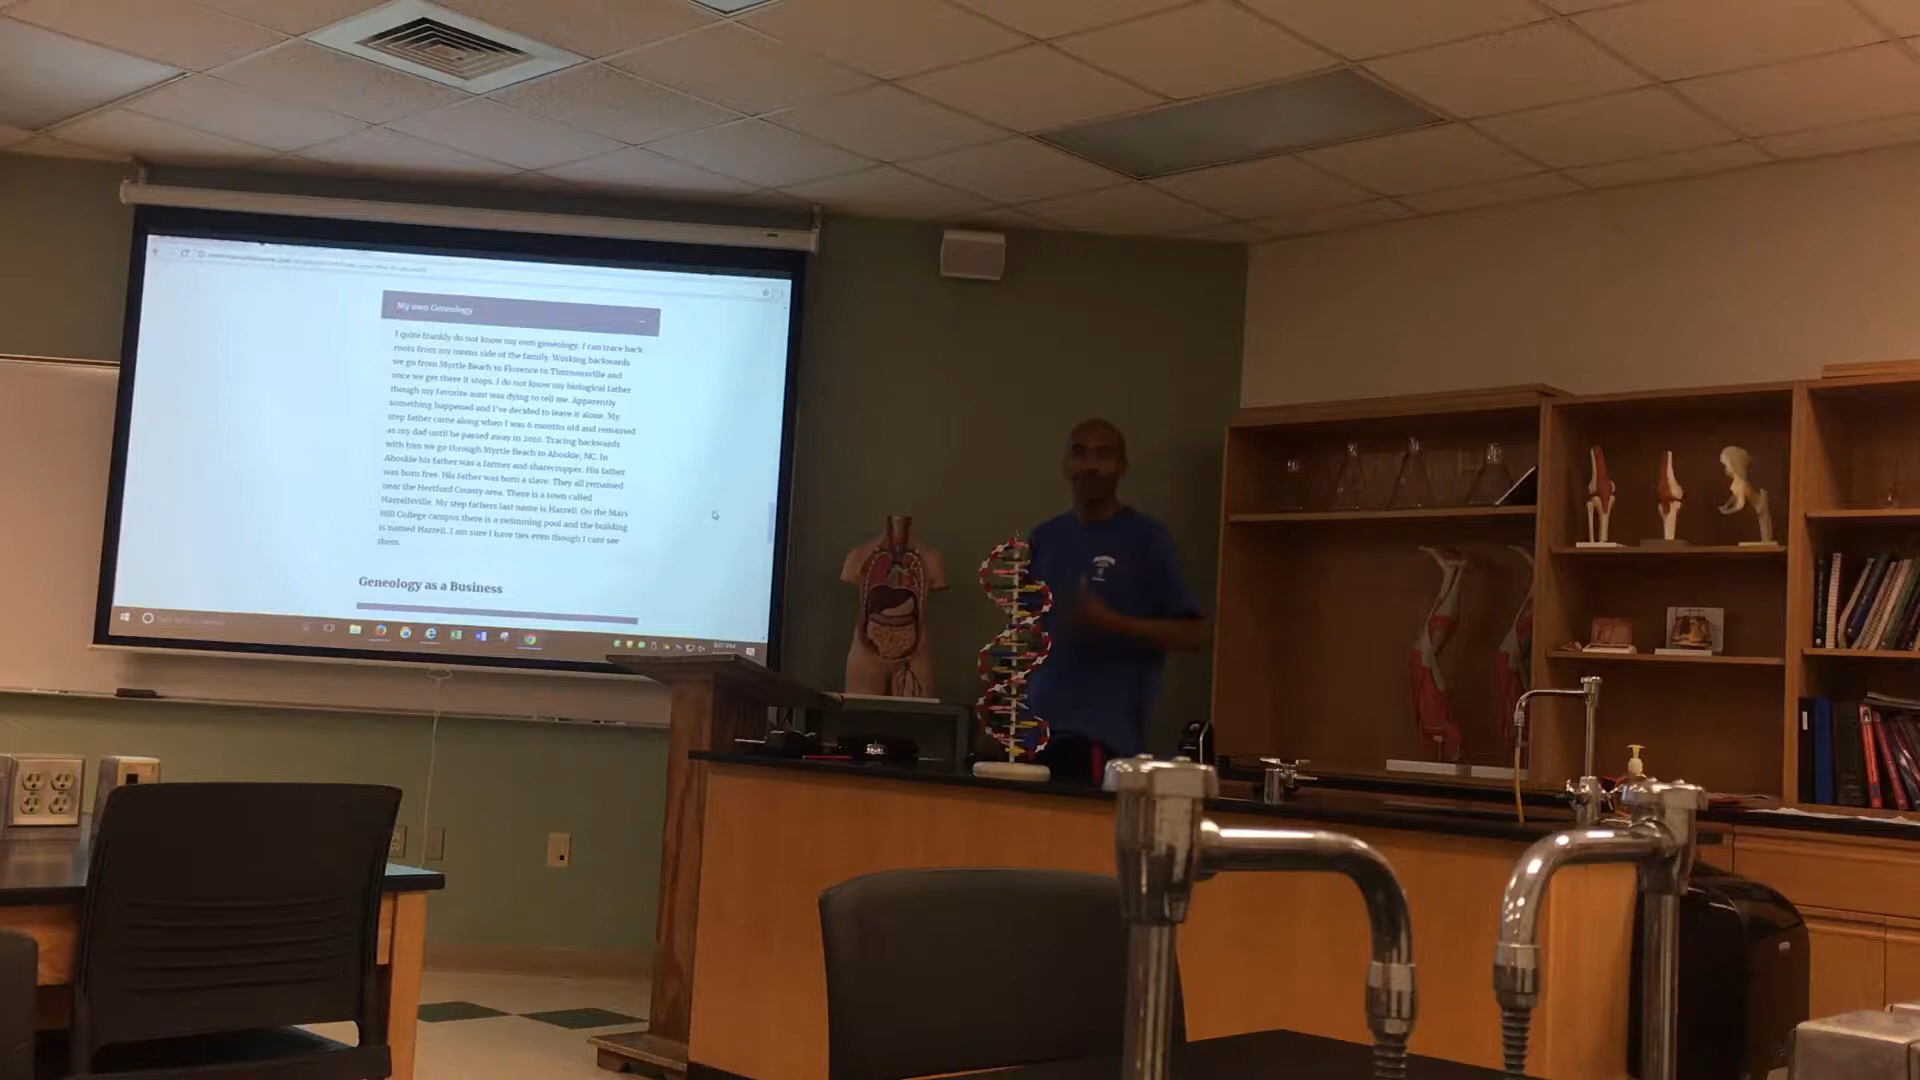 My own Geneology
I quite frankly do not know my own geneology. I can trace back
roots from my moms side of the family. Working backwards
we go from Myrtle Beach to Florence to Timmonsville and
once we get there it stops. I do not know my biological father
though my favorite aunt was dying to tell me. Apparently
something happened and I've decided to leave it alone. My
step father came along when I was 6 months old and remained
as my dad until he passed away in 2010. Tracing backwards
with him we go through Myrtle Beach to Ahoskie, NC. In
Ahoskie his father was a farmer and sharecropper. His father
was born free. His father was born a slave. They all remained
near the Hertford County area. There is a town called
Harrellsville. My step fathers last name is Harrell. On the Mars
Hill College campus there is a swimming pool and the building
is named Harrell. I am sure I have ties even though I cant see
them.
Geneology as a Business